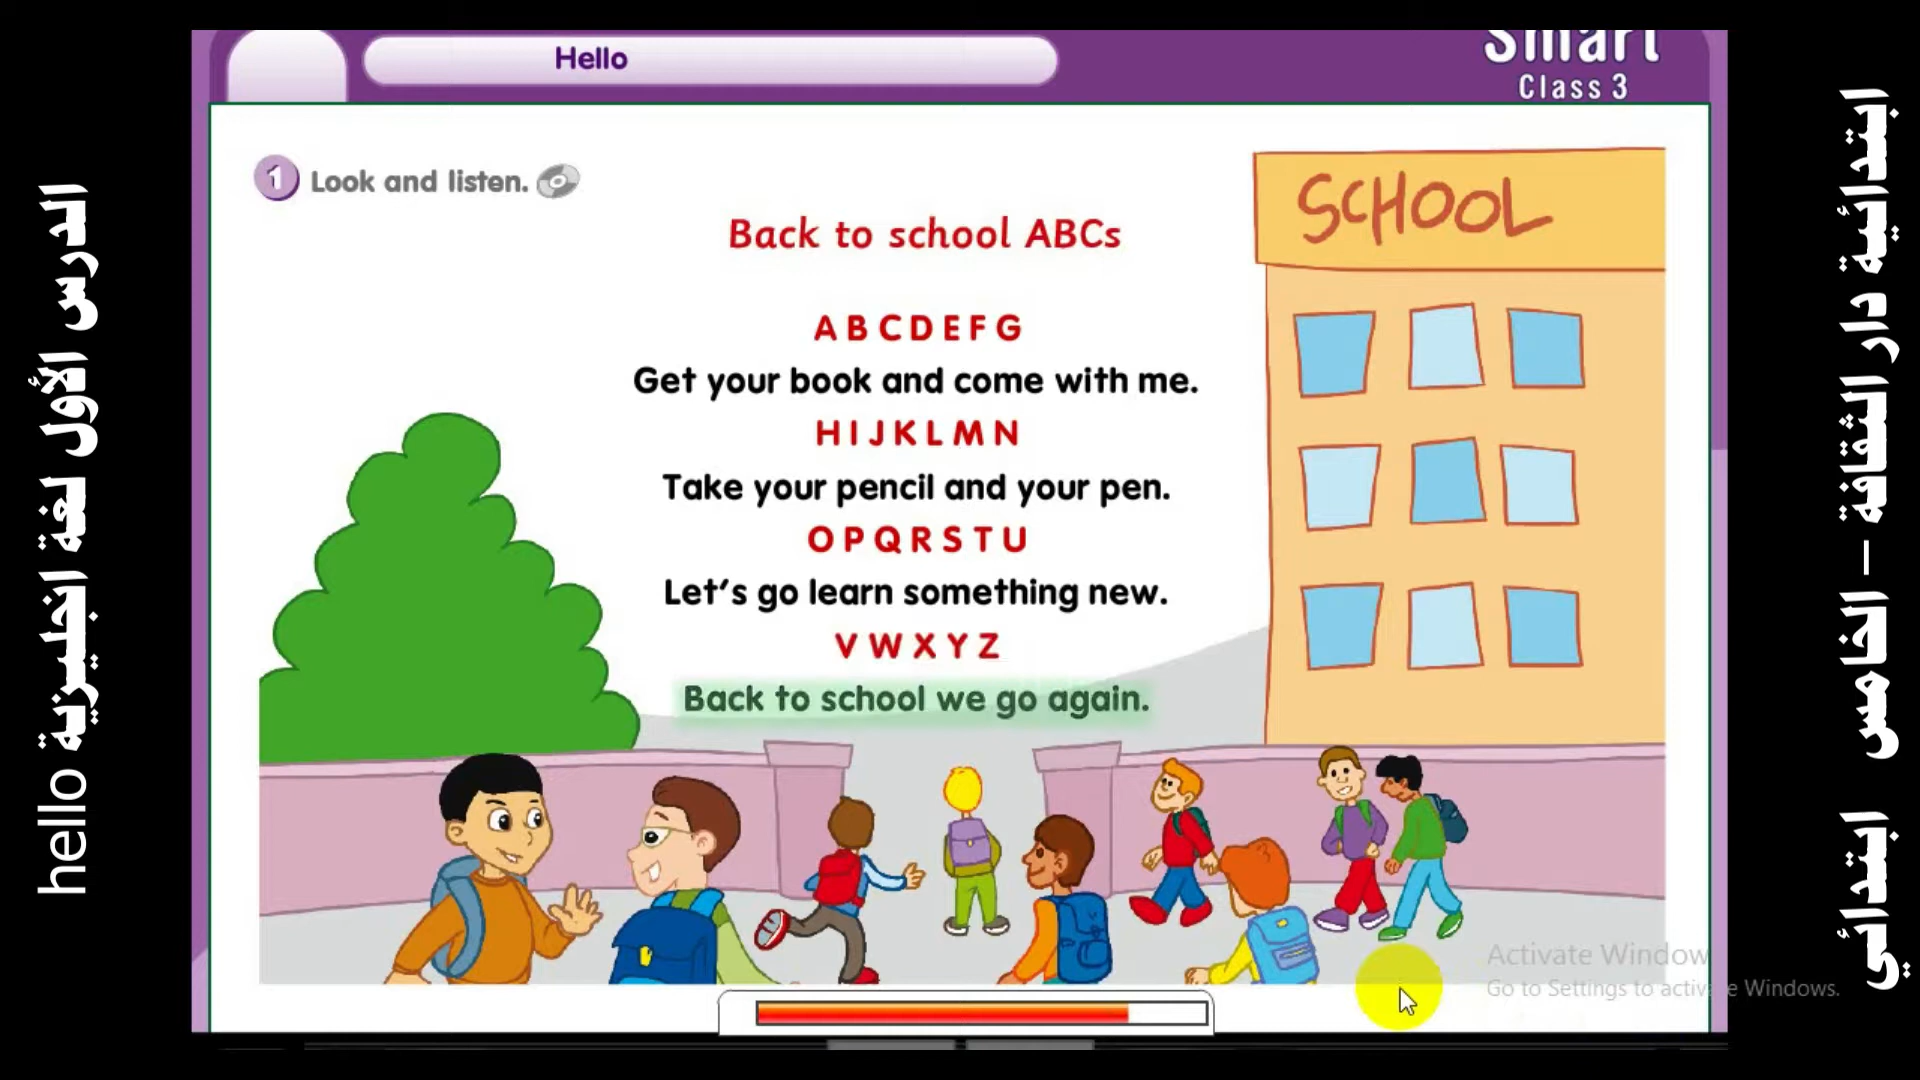 Hello
Smart
Class 3
1 Look and listen.
Back to school ABCs
SCHOOL
A B C D E F G
Get your book and come with me.
H I J K L M N
Take your pencil and your pen.
O P Q R S T U
Let's go learn something new.
V W X Y Z
Back to school we go again.
Activate Window
Go to Settings to activate Windows.
الدرس الأول لغة انجليزية hello
ابتدائية دار الثقافة – الخامس ابتدائي